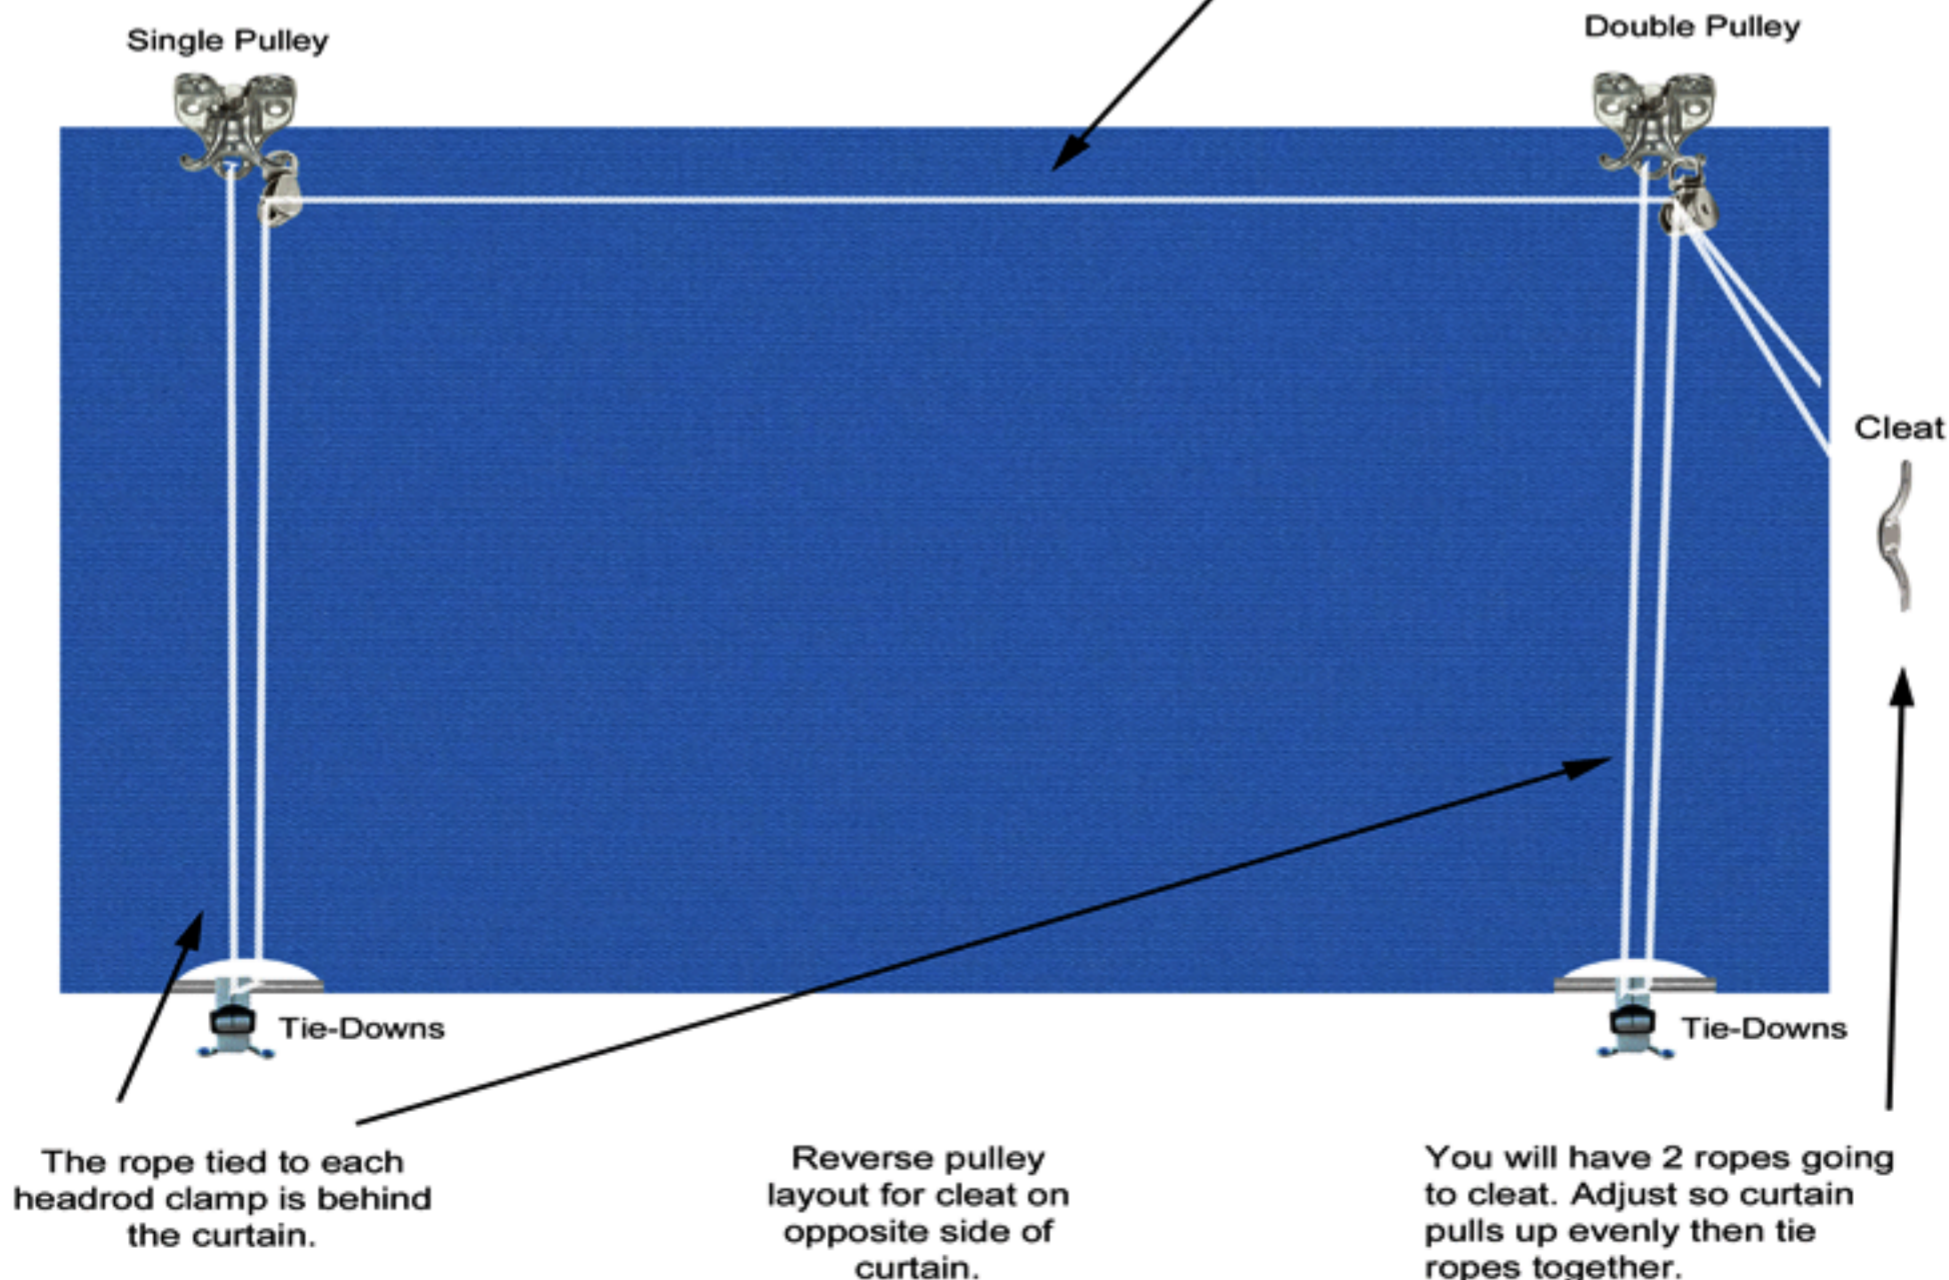 Single Pulley
Double Pulley
Cleat
Tie-Downs
Tie-Downs
The rope tied to each
headrod clamp is behind
the curtain.
Reverse pulley
layout for cleat on
opposite side of
curtain.
You will have 2 ropes going
to cleat. Adjust so curtain
pulls up evenly then tie
ropes together.